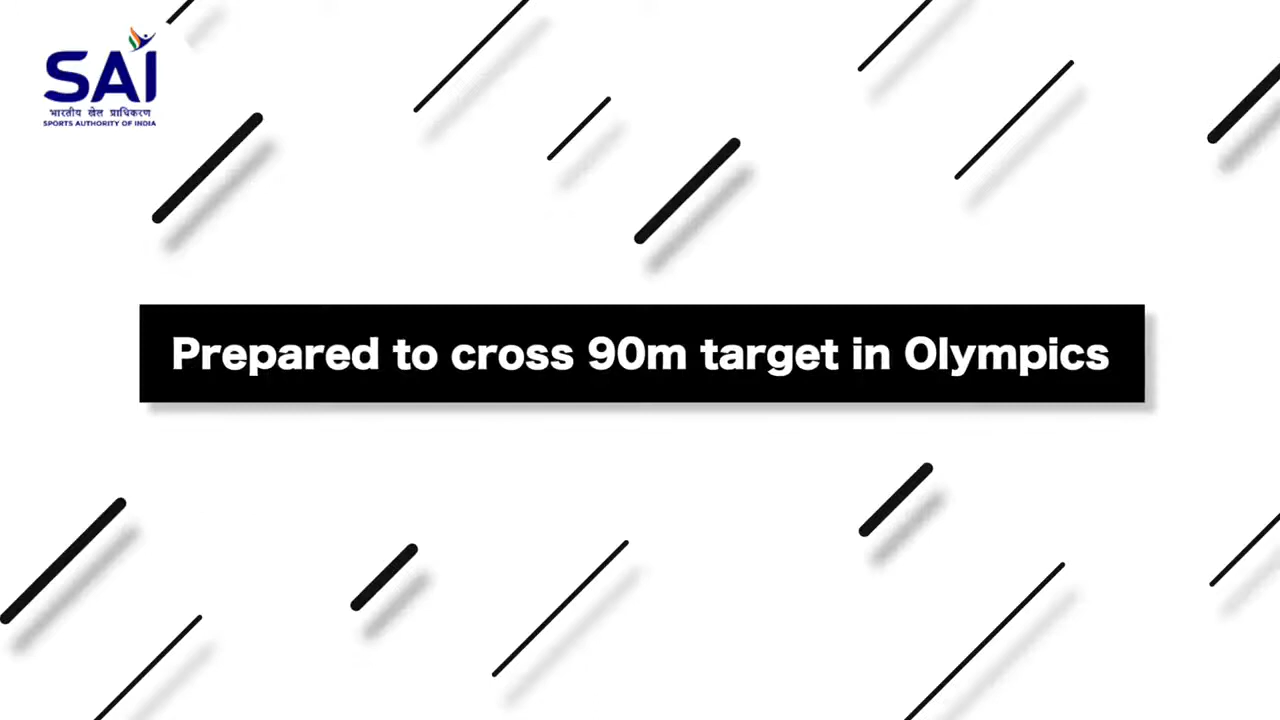 SAI
भारतीय खेल प्राधिकरण
SPORTS AUTHORITY OF INDIA
Prepared to cross 90m target in Olympics